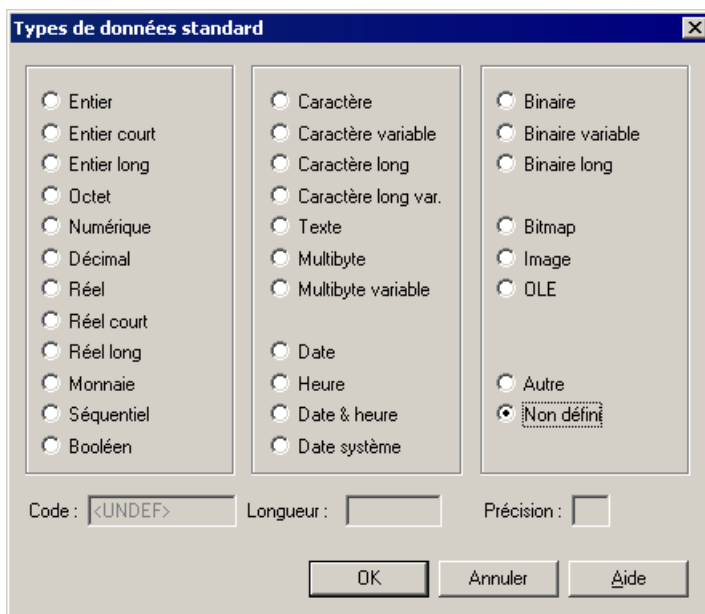 Types de données standard
Entier
Entier court
Entier long
Octet
Numérique
Décimal
Réel
Réel court
Réel long
Monnaie
Séquentiel
Booléen
Caractère
Caractère variable
Caractère long
Caractère long var.
Texte
Multibyte
Multibyte variable
Date
Heure
Date & heure
Date système
Binaire
Binaire variable
Binaire long
Bitmap
Image
OLE
Autre
Non défini
Code : <UNDEF> Longueur : Précision :
OK Annuler Aide